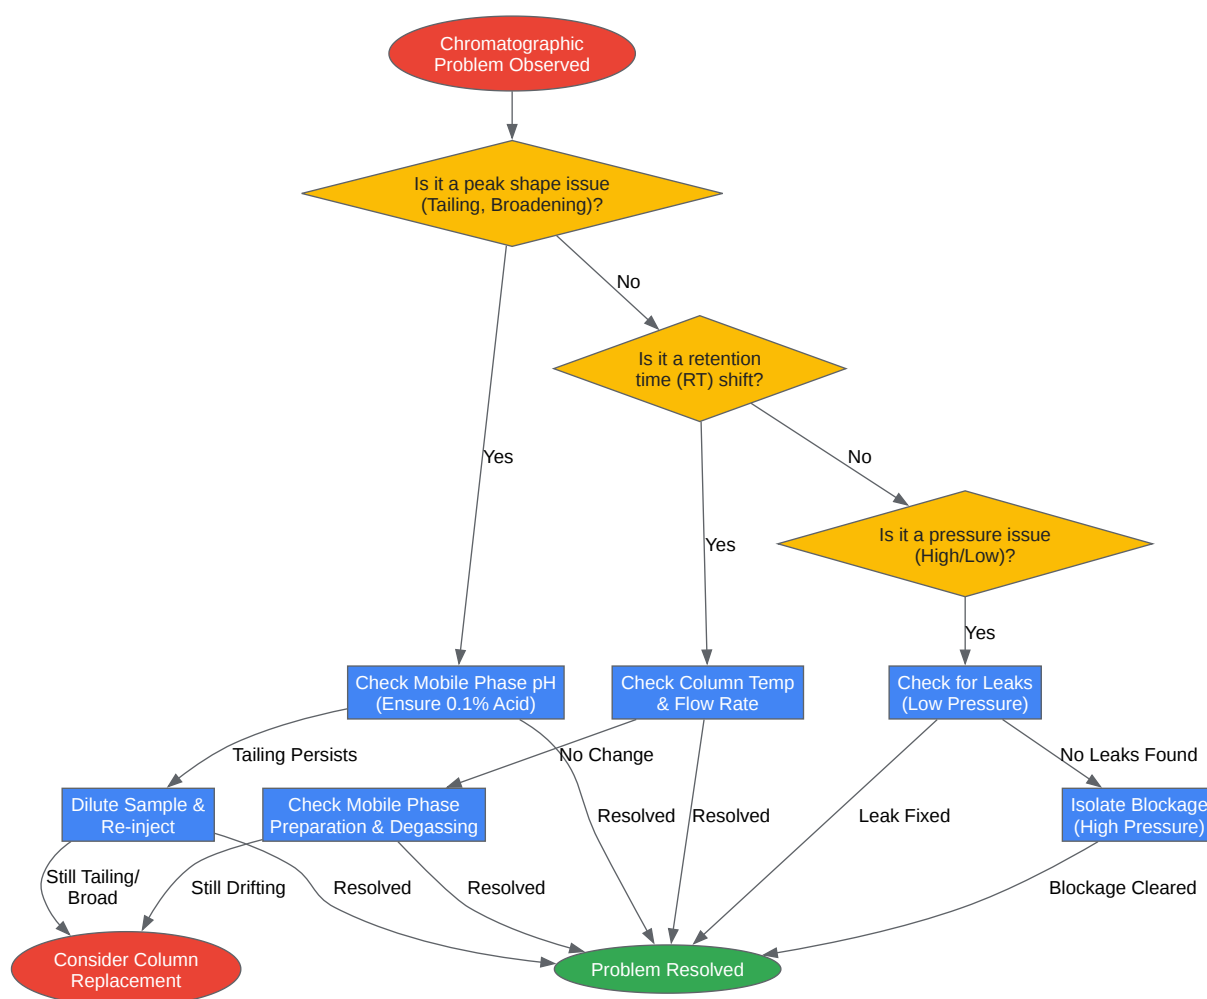 Chromatographic
Problem Observed
Is it a peak shape issue
(Tailing, Broadening)?
No
Is it a retention
time (RT) shift?
Yes
No
Is it a pressure issue
(High/Low)?
Yes
Yes
Check Mobile Phase pH
(Ensure 0.1% Acid)
Check Column Temp
& Flow Rate
Check for Leaks
(Low Pressure)
Tailing Persists
No Change
No Leaks Found
Dilute Sample &
Re-inject
Check Mobile Phase
Preparation & Degassing
Resolved
Resolved
Leak Fixed
Isolate Blockage
(High Pressure)
Still Tailing/
Broad
Still Drifting
Resolved
Resolved
Blockage Cleared
Consider Column
Replacement
Problem Resolved